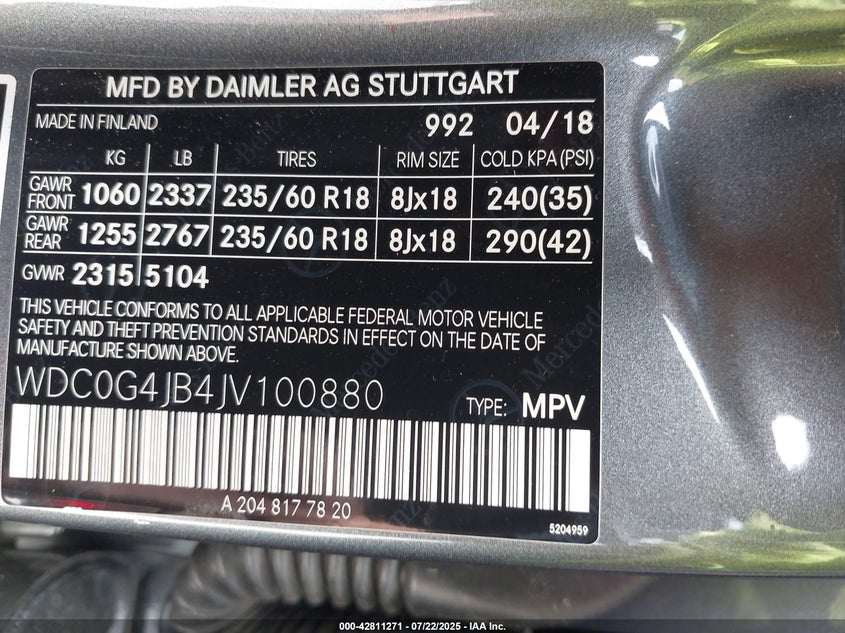 MFD BY DAIMLER AG STUTTGART
MADE IN FINLAND 992 04/18
KG LB TIRES RIM SIZE COLD KPA (PSI)
GAWR FRONT 1060 2337 235/60 R18 8Jx18 240(35)
GAWR REAR 1255 2767 235/60 R18 8Jx18 290(42)
GVWR 2315 5104
THIS VEHICLE CONFORMS TO ALL APPLICABLE FEDERAL MOTOR VEHICLE
SAFETY AND THEFT PREVENTION STANDARDS IN EFFECT ON THE DATE OF
MANUFACTURE SHOWN ABOVE.
WDC0G4JB4JV100880 TYPE: MPV
A 204 817 78 20
5204959
Mercedes-Benz
000-42811271 - 07/22/2025 - IAA Inc.